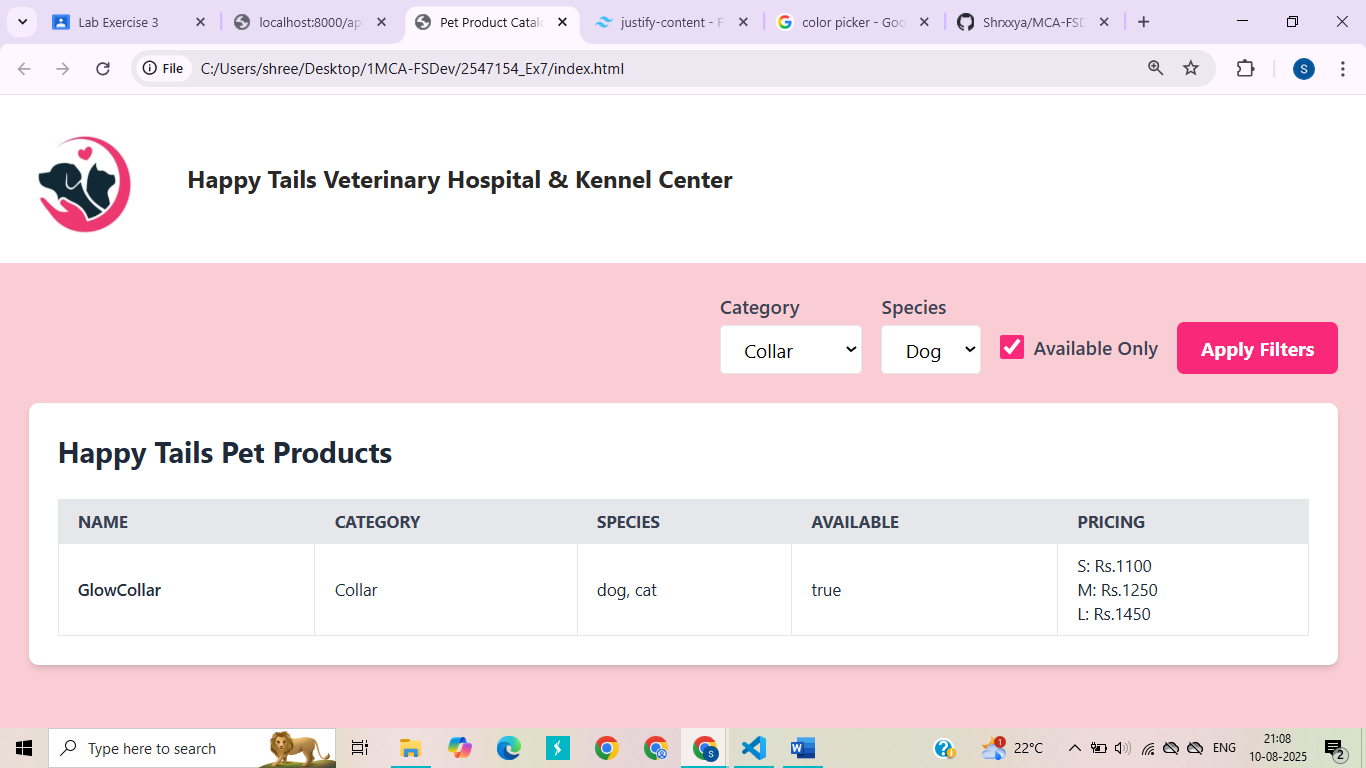 Lab Exercise 3
localhost:8000/ap
Pet Product Catalo
justify-content - F
color picker - Goo
Shrxxya/MCA-FSD
File
C:/Users/shree/Desktop/1MCA-FSDev/2547154_Ex7/index.html
S
Happy Tails Veterinary Hospital & Kennel Center
Category Species
Collar Dog Available Only Apply Filters
Happy Tails Pet Products
NAME CATEGORY SPECIES AVAILABLE PRICING
GlowCollar Collar dog, cat true S: Rs.1100
M: Rs.1250
L: Rs.1450
Type here to search
22°C
ENG
21:08
10-08-2025
2